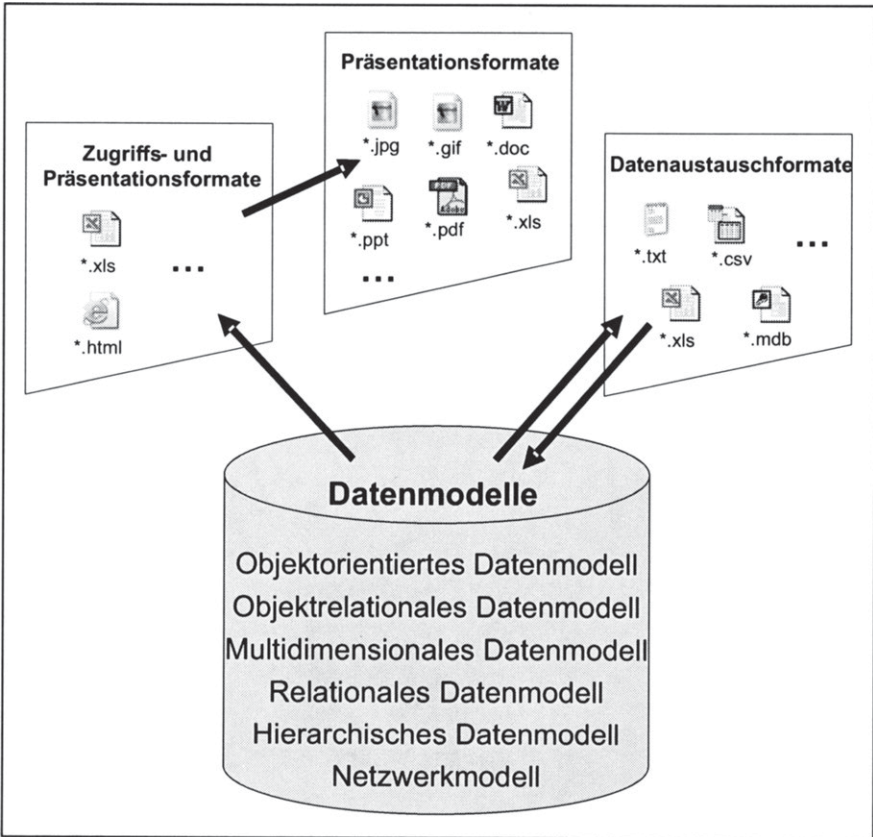 Präsentationsformate
*.jpg *.gif *.doc
*.ppt *.pdf *.xls
...
Zugriffs- und
Präsentationsformate
*.xls ...
*.html
Datenaustauschformate
*.txt *.csv ...
*.xls *.mdb
Datenmodelle
Objektorientiertes Datenmodell
Objektrelationales Datenmodell
Multidimensionales Datenmodell
Relationales Datenmodell
Hierarchisches Datenmodell
Netzwerkmodell